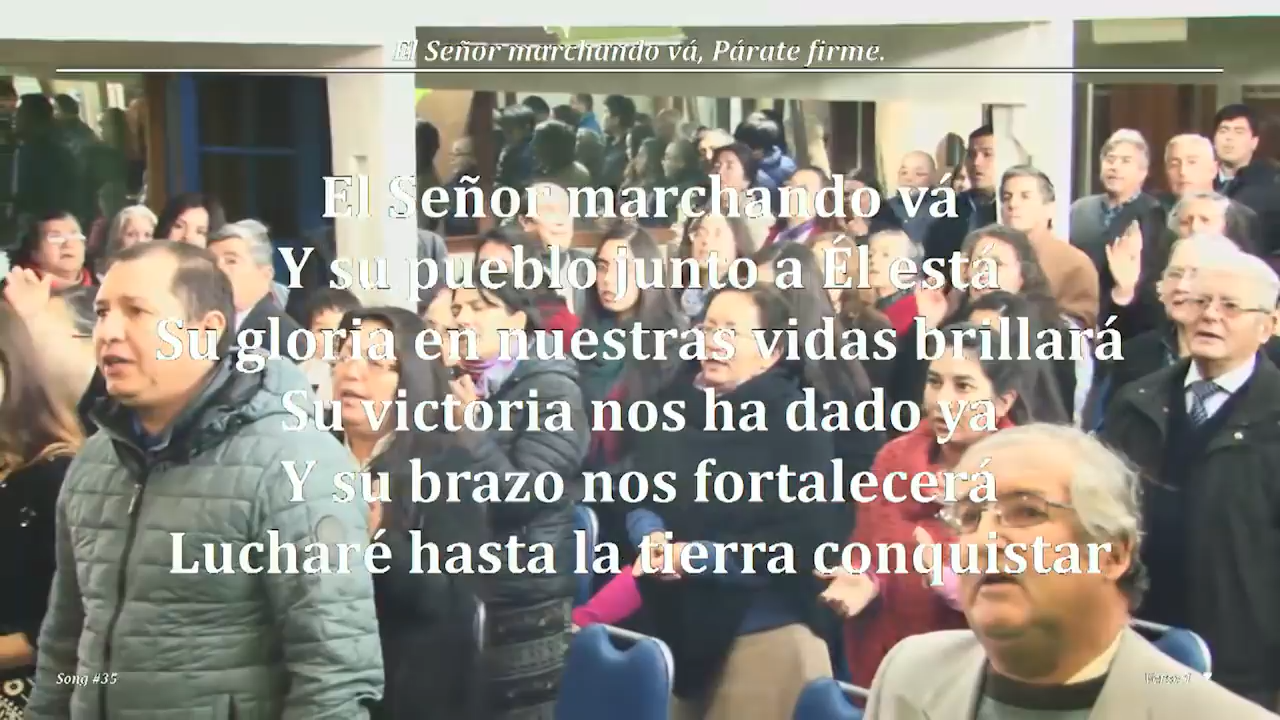 El Señor marchando vá, Párate firme.
El Señor marchando vá
Y su pueblo junto a Él está
Su gloria en nuestras vidas brillará
Su victoria nos ha dado ya
Y su brazo nos fortalecerá
Lucharé hasta la tierra conquistar
Song #35